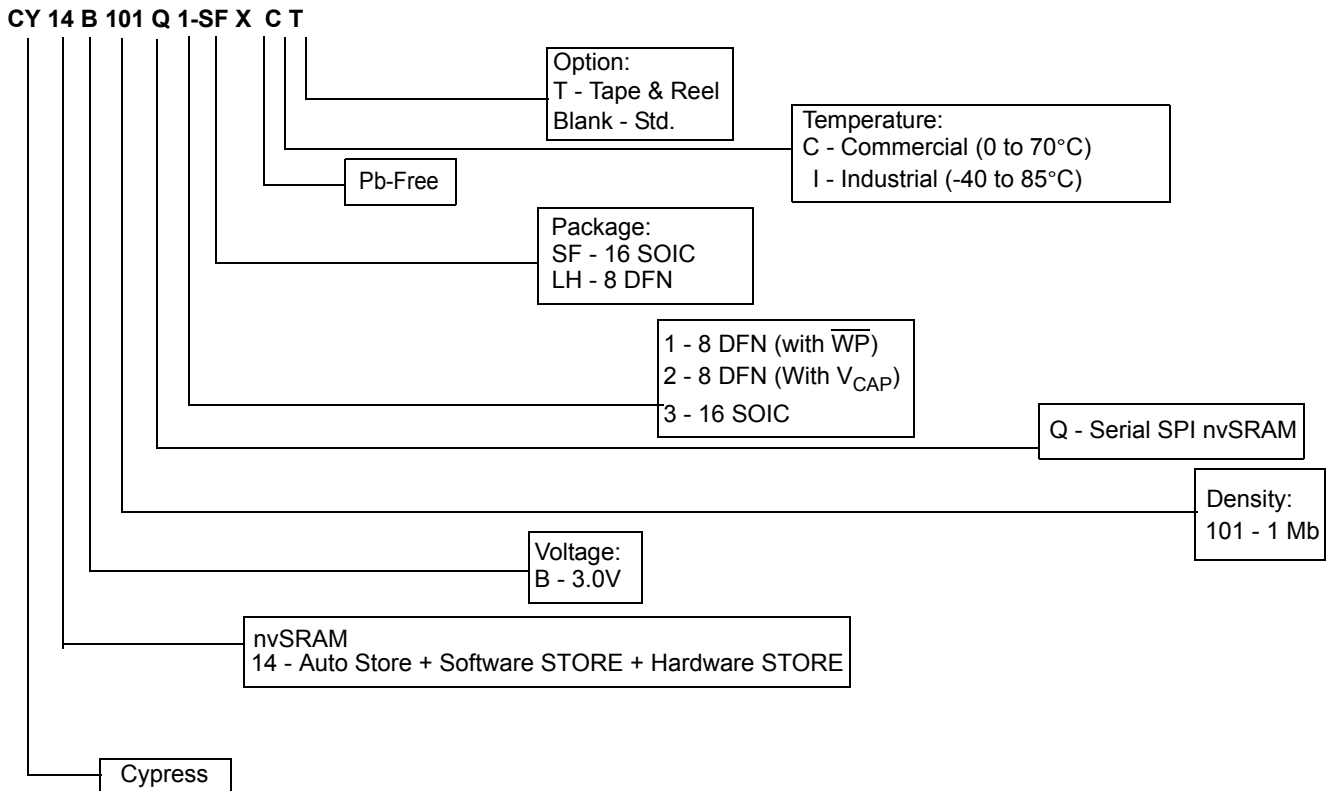 CY 14 B 101 Q 1-SF X C T
Option:
T - Tape & Reel
Blank - Std.
Temperature:
C - Commercial (0 to 70°C)
I - Industrial (-40 to 85°C)
Pb-Free
Package:
SF - 16 SOIC
LH - 8 DFN
1 - 8 DFN (with W̅P̅)
2 - 8 DFN (With VCAP)
3 - 16 SOIC
Q - Serial SPI nvSRAM
Density:
101 - 1 Mb
Voltage:
B - 3.0V
nvSRAM
14 - Auto Store + Software STORE + Hardware STORE
Cypress